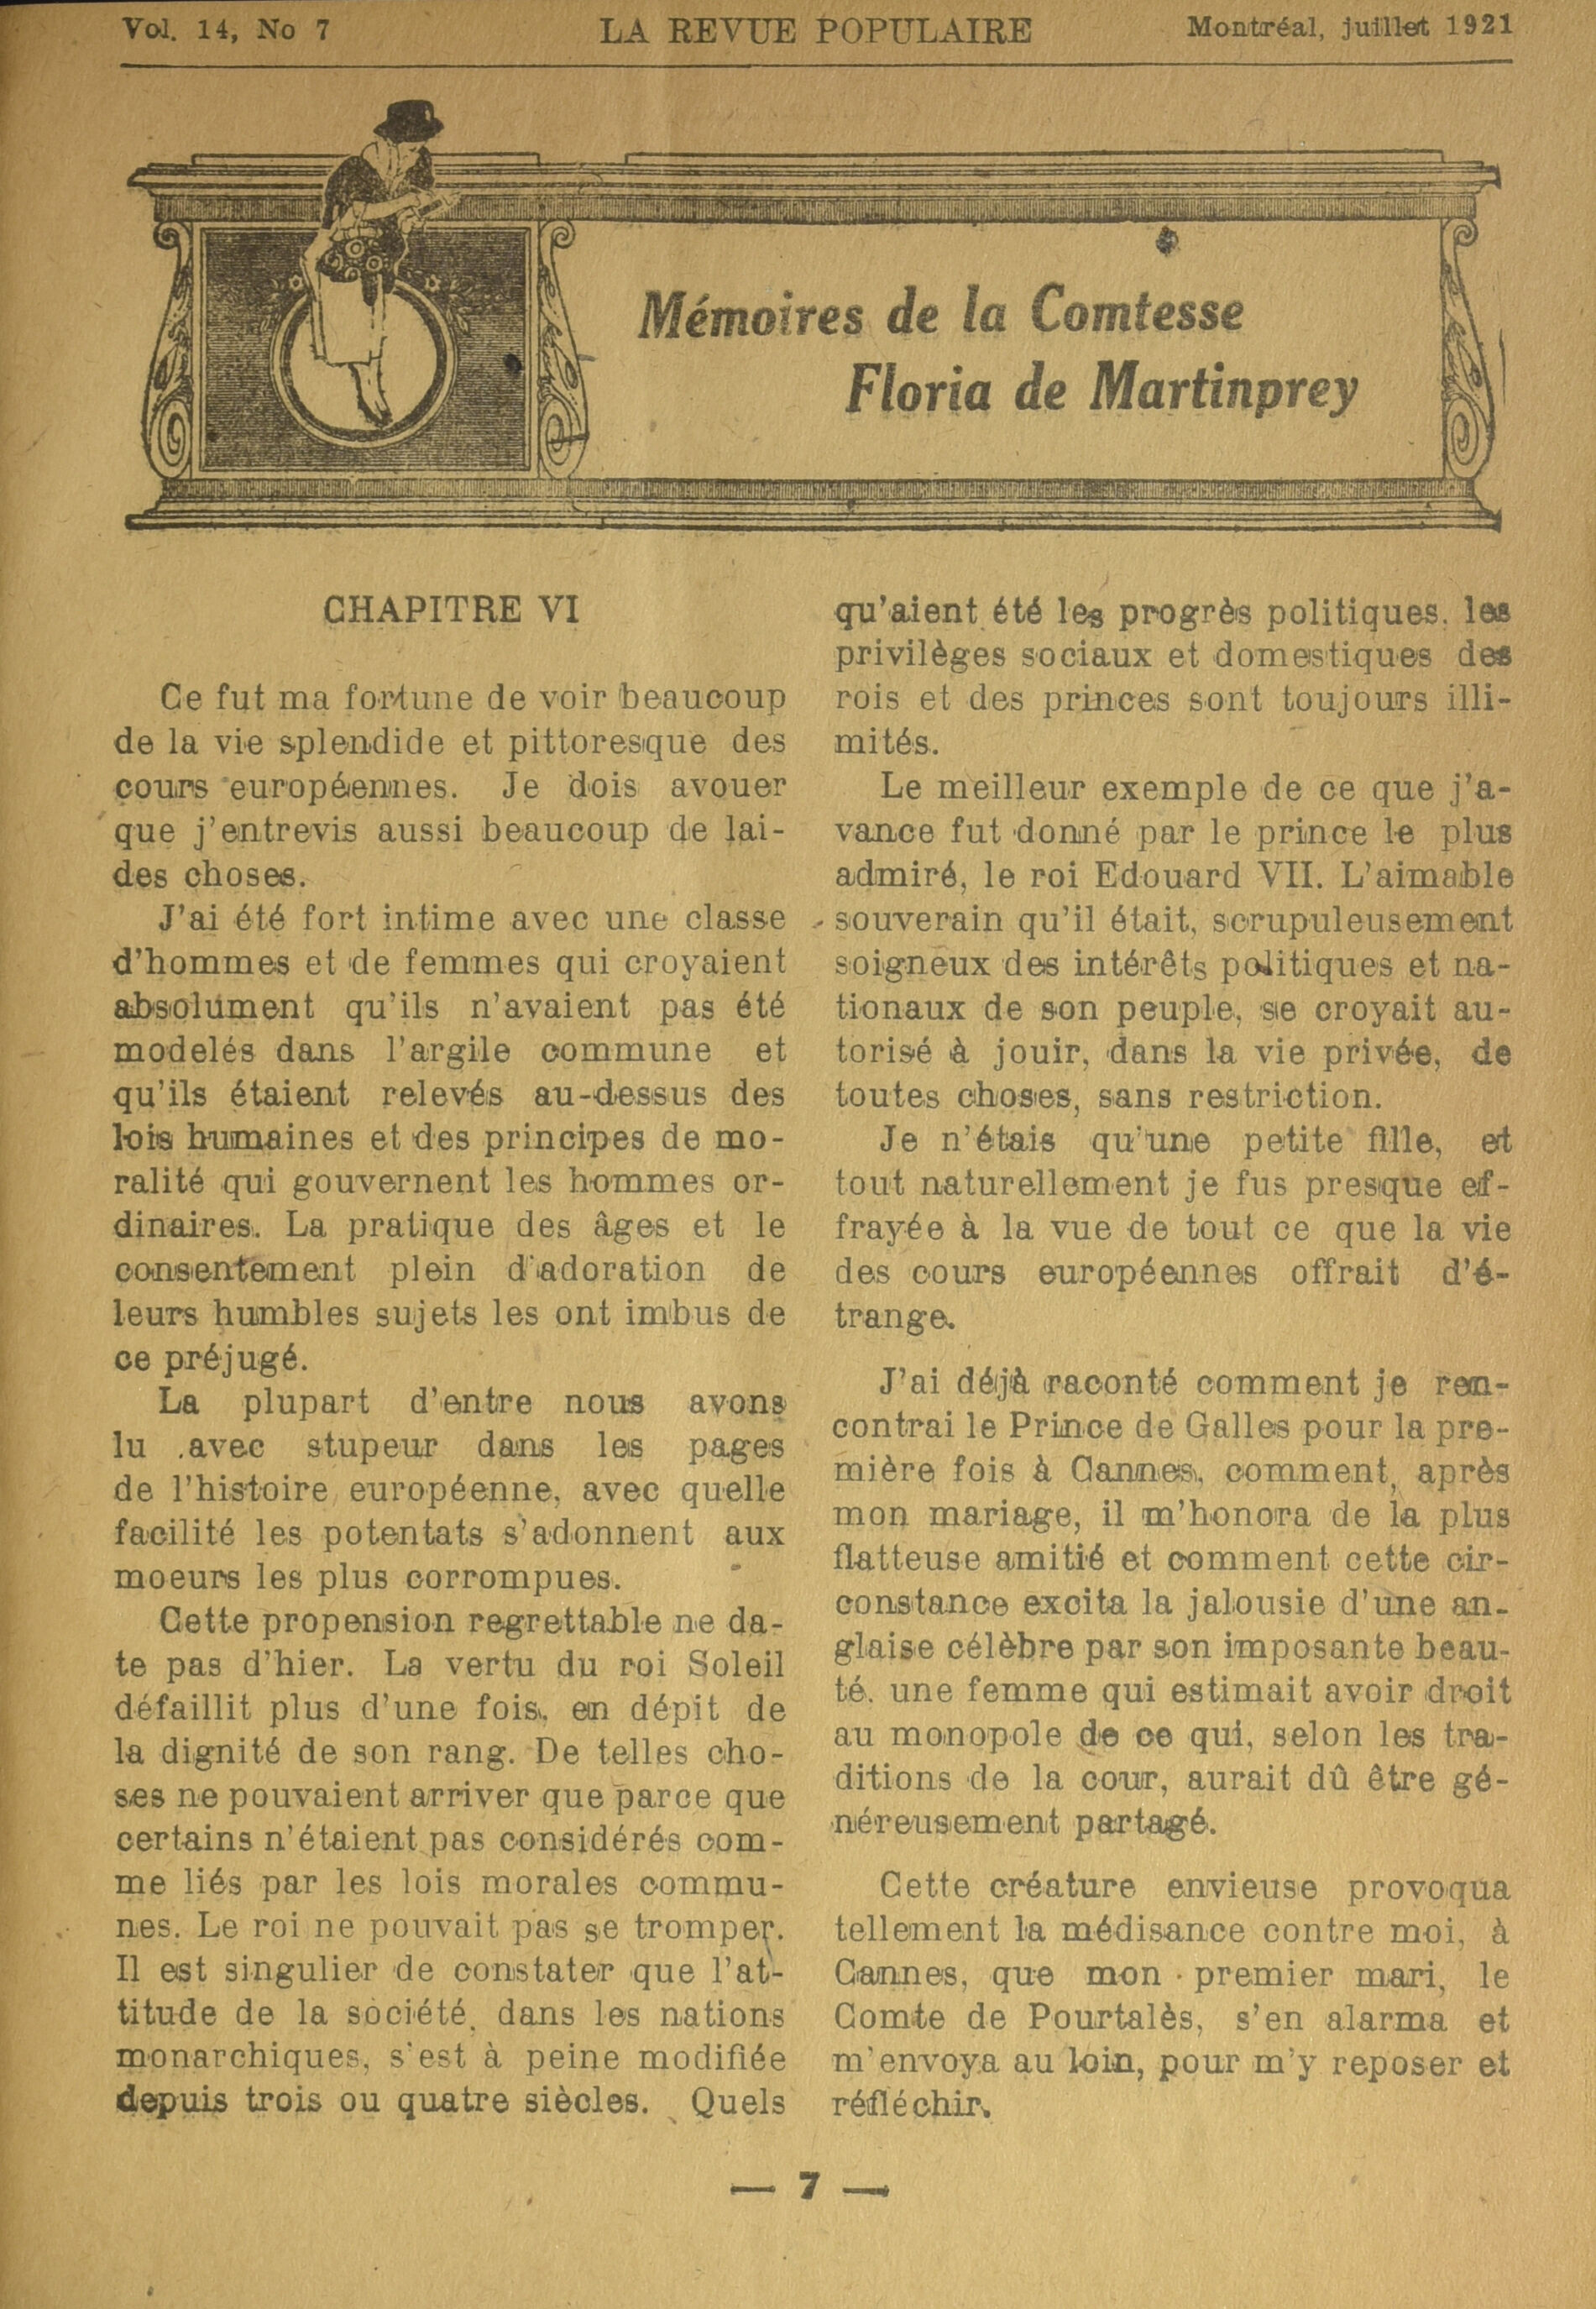 Vol. 14, No 7
LA REVUE POPULAIRE
Montréal, juillet 1921
Mémoires de la Comtesse
Floria de Martinprey
CHAPITRE VI
Ce fut ma fortune de voir beaucoup
de la vie splendide et pittoresque des
cours européennes. Je dois avouer
que j'entrevis aussi beaucoup de lai-
des choses.
J'ai été fort intime avec une classe
d'hommes et de femmes qui croyaient
absolument qu'ils n'avaient pas été
modelés dans l'argile commune et
qu'ils étaient relevés au-dessus des
lois humaines et des principes de mo-
ralité qui gouvernent les hommes or-
dinaires. La pratique des âges et le
consentement plein d'adoration de
leurs humbles sujets les ont imbus de
ce préjugé.
La plupart d'entre nous avons
lu avec stupeur dans les pages
de l'histoire européenne, avec quelle
facilité les potentats s'adonnent aux
moeurs les plus corrompues.
Cette propension regrettable ne da-
te pas d'hier. La vertu du roi Soleil
défaillit plus d'une fois, en dépit de
la dignité de son rang. De telles cho-
ses ne pouvaient arriver que parce que
certains n'étaient pas considérés com-
me liés par les lois morales commu-
nes. Le roi ne pouvait pas se tromper.
Il est singulier de constater que l'at-
titude de la société, dans les nations
monarchiques, s'est à peine modifiée
depuis trois ou quatre siècles. Quels
qu'aient été les progrès politiques, les
privilèges sociaux et domestiques des
rois et des princes sont toujours illi-
mités.
Le meilleur exemple de ce que j'a-
vance fut donné par le prince le plus
admiré, le roi Edouard VII. L'aimable
souverain qu'il était, scrupuleusement
soigneux des intérêts politiques et na-
tionaux de son peuple, se croyait au-
torisé à jouir, dans la vie privée, de
toutes choses, sans restriction.
Je n'étais qu'une petite fille, et
tout naturellement je fus presque ef-
frayée à la vue de tout ce que la vie
des cours européennes offrait d'é-
trange.
J'ai déjà raconté comment je ren-
contrai le Prince de Galles pour la pre-
mière fois à Cannes, comment, après
mon mariage, il m'honora de la plus
flatteuse amitié et comment cette cir-
constance excita la jalousie d'une an-
glaise célèbre par son imposante beau-
té, une femme qui estimait avoir droit
au monopole de ce qui, selon les tra-
ditions de la cour, aurait dû être gé-
néreusement partagé.
Cette créature envieuse provoqua
tellement la médisance contre moi, à
Cannes, que mon premier mari, le
Comte de Pourtalès, s'en alarma et
m'envoya au loin, pour m'y reposer et
réfléchir.
— 7 —